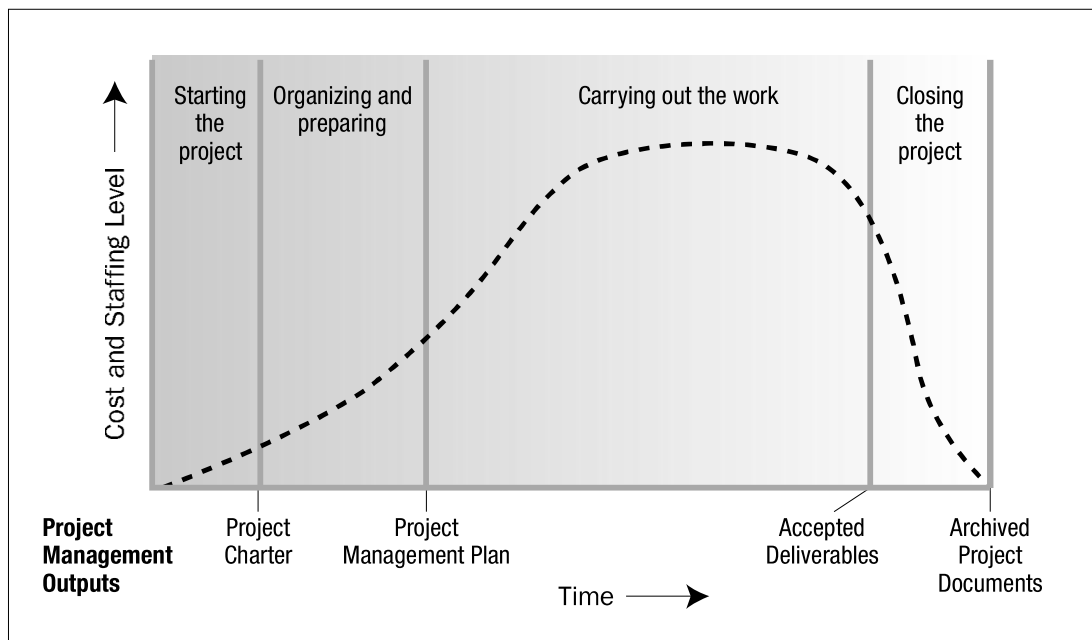 Starting
the
project
Organizing and
preparing
Carrying out the work
Closing
the
project
Cost and Staffing Level
Project
Management
Outputs
Project
Charter
Project
Management Plan
Accepted
Deliverables
Archived
Project
Documents
Time